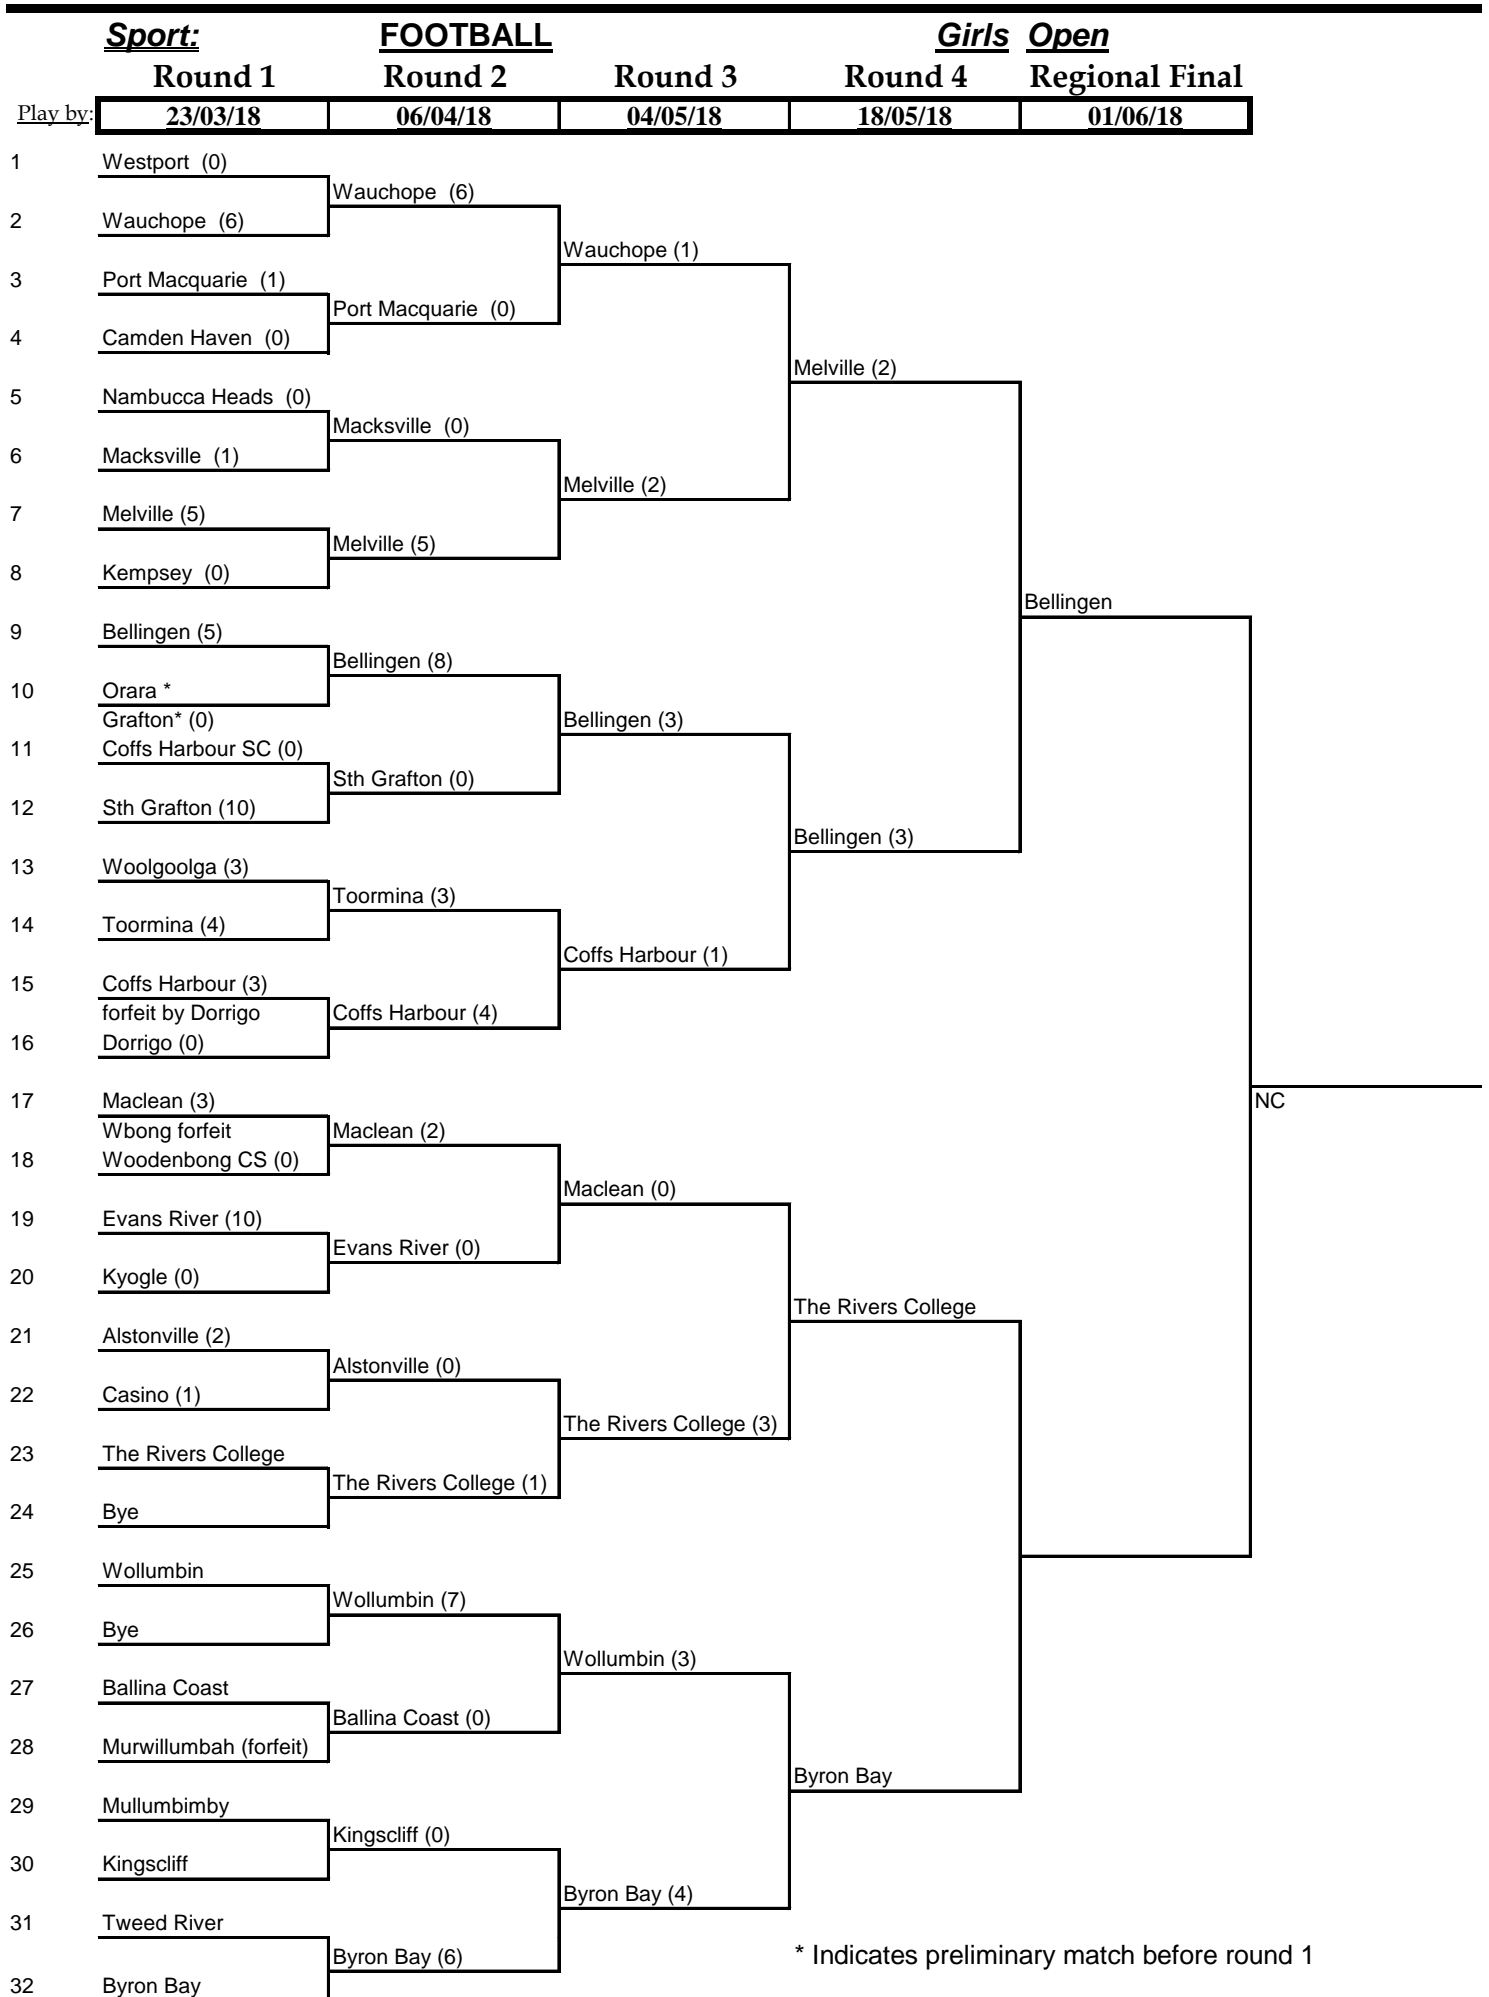 Sport: FOOTBALL Girls Open
Round 1 Round 2 Round 3 Round 4 Regional Final
Play by: 23/03/18 06/04/18 04/05/18 18/05/18 01/06/18
1 Westport (0)
Wauchope (6)
2 Wauchope (6)
Wauchope (1)
3 Port Macquarie (1)
Port Macquarie (0)
4 Camden Haven (0)
Melville (2)
5 Nambucca Heads (0)
Macksville (0)
6 Macksville (1)
Melville (2)
7 Melville (5)
Melville (5)
8 Kempsey (0)
Bellingen
9 Bellingen (5)
Bellingen (8)
10 Orara *
Grafton* (0) Bellingen (3)
11 Coffs Harbour SC (0)
Sth Grafton (0)
12 Sth Grafton (10)
Bellingen (3)
13 Woolgoolga (3)
Toormina (3)
14 Toormina (4)
Coffs Harbour (1)
15 Coffs Harbour (3)
forfeit by Dorrigo Coffs Harbour (4)
16 Dorrigo (0)
17 Maclean (3) NC
Wbong forfeit Maclean (2)
18 Woodenbong CS (0)
Maclean (0)
19 Evans River (10)
Evans River (0)
20 Kyogle (0)
The Rivers College
21 Alstonville (2)
Alstonville (0)
22 Casino (1)
The Rivers College (3)
23 The Rivers College
The Rivers College (1)
24 Bye
25 Wollumbin
Wollumbin (7)
26 Bye
Wollumbin (3)
27 Ballina Coast
Ballina Coast (0)
28 Murwillumbah (forfeit)
Byron Bay
29 Mullumbimby
Kingscliff (0)
30 Kingscliff
Byron Bay (4)
31 Tweed River
Byron Bay (6) * Indicates preliminary match before round 1
32 Byron Bay